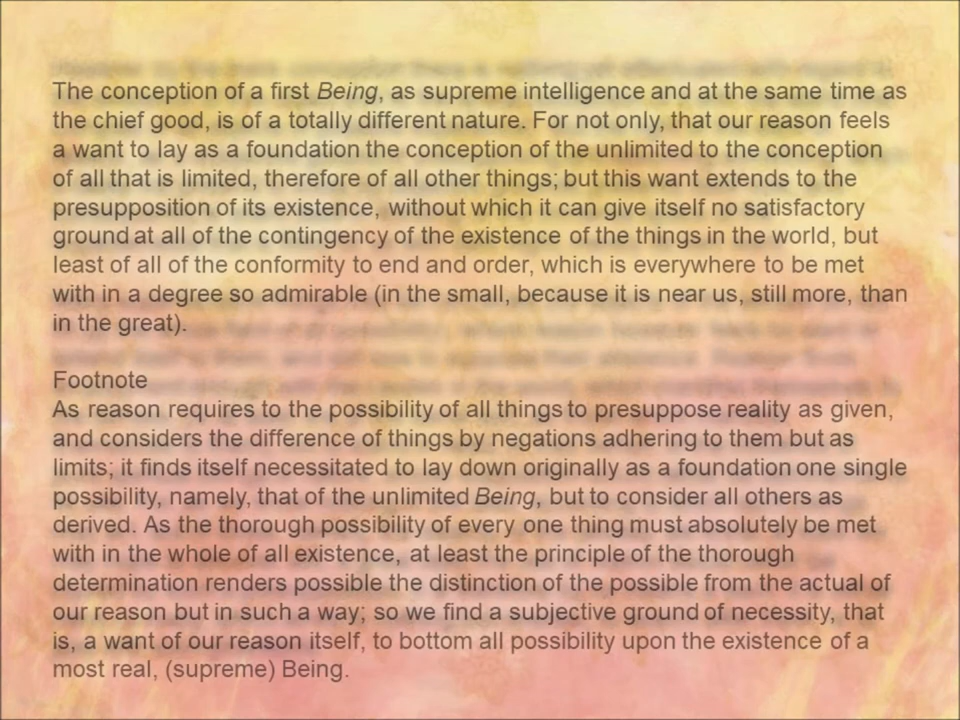 The conception of a first Being, as supreme intelligence and at the same time as
the chief good, is of a totally different nature. For not only, that our reason feels
a want to lay as a foundation the conception of the unlimited to the conception
of all that is limited, therefore of all other things; but this want extends to the
presupposition of its existence, without which it can give itself no satisfactory
ground at all of the contingency of the existence of the things in the world, but
least of all of the conformity to end and order, which is everywhere to be met
with in a degree so admirable (in the small, because it is near us, still more, than
in the great).
Footnote
As reason requires to the possibility of all things to presuppose reality as given,
and considers the difference of things by negations adhering to them but as
limits; it finds itself necessitated to lay down originally as a foundation one single
possibility, namely, that of the unlimited Being, but to consider all others as
derived. As the thorough possibility of every one thing must absolutely be met
with in the whole of all existence, at least the principle of the thorough
determination renders possible the distinction of the possible from the actual of
our reason but in such a way; so we find a subjective ground of necessity, that
is, a want of our reason itself, to bottom all possibility upon the existence of a
most real, (supreme) Being.